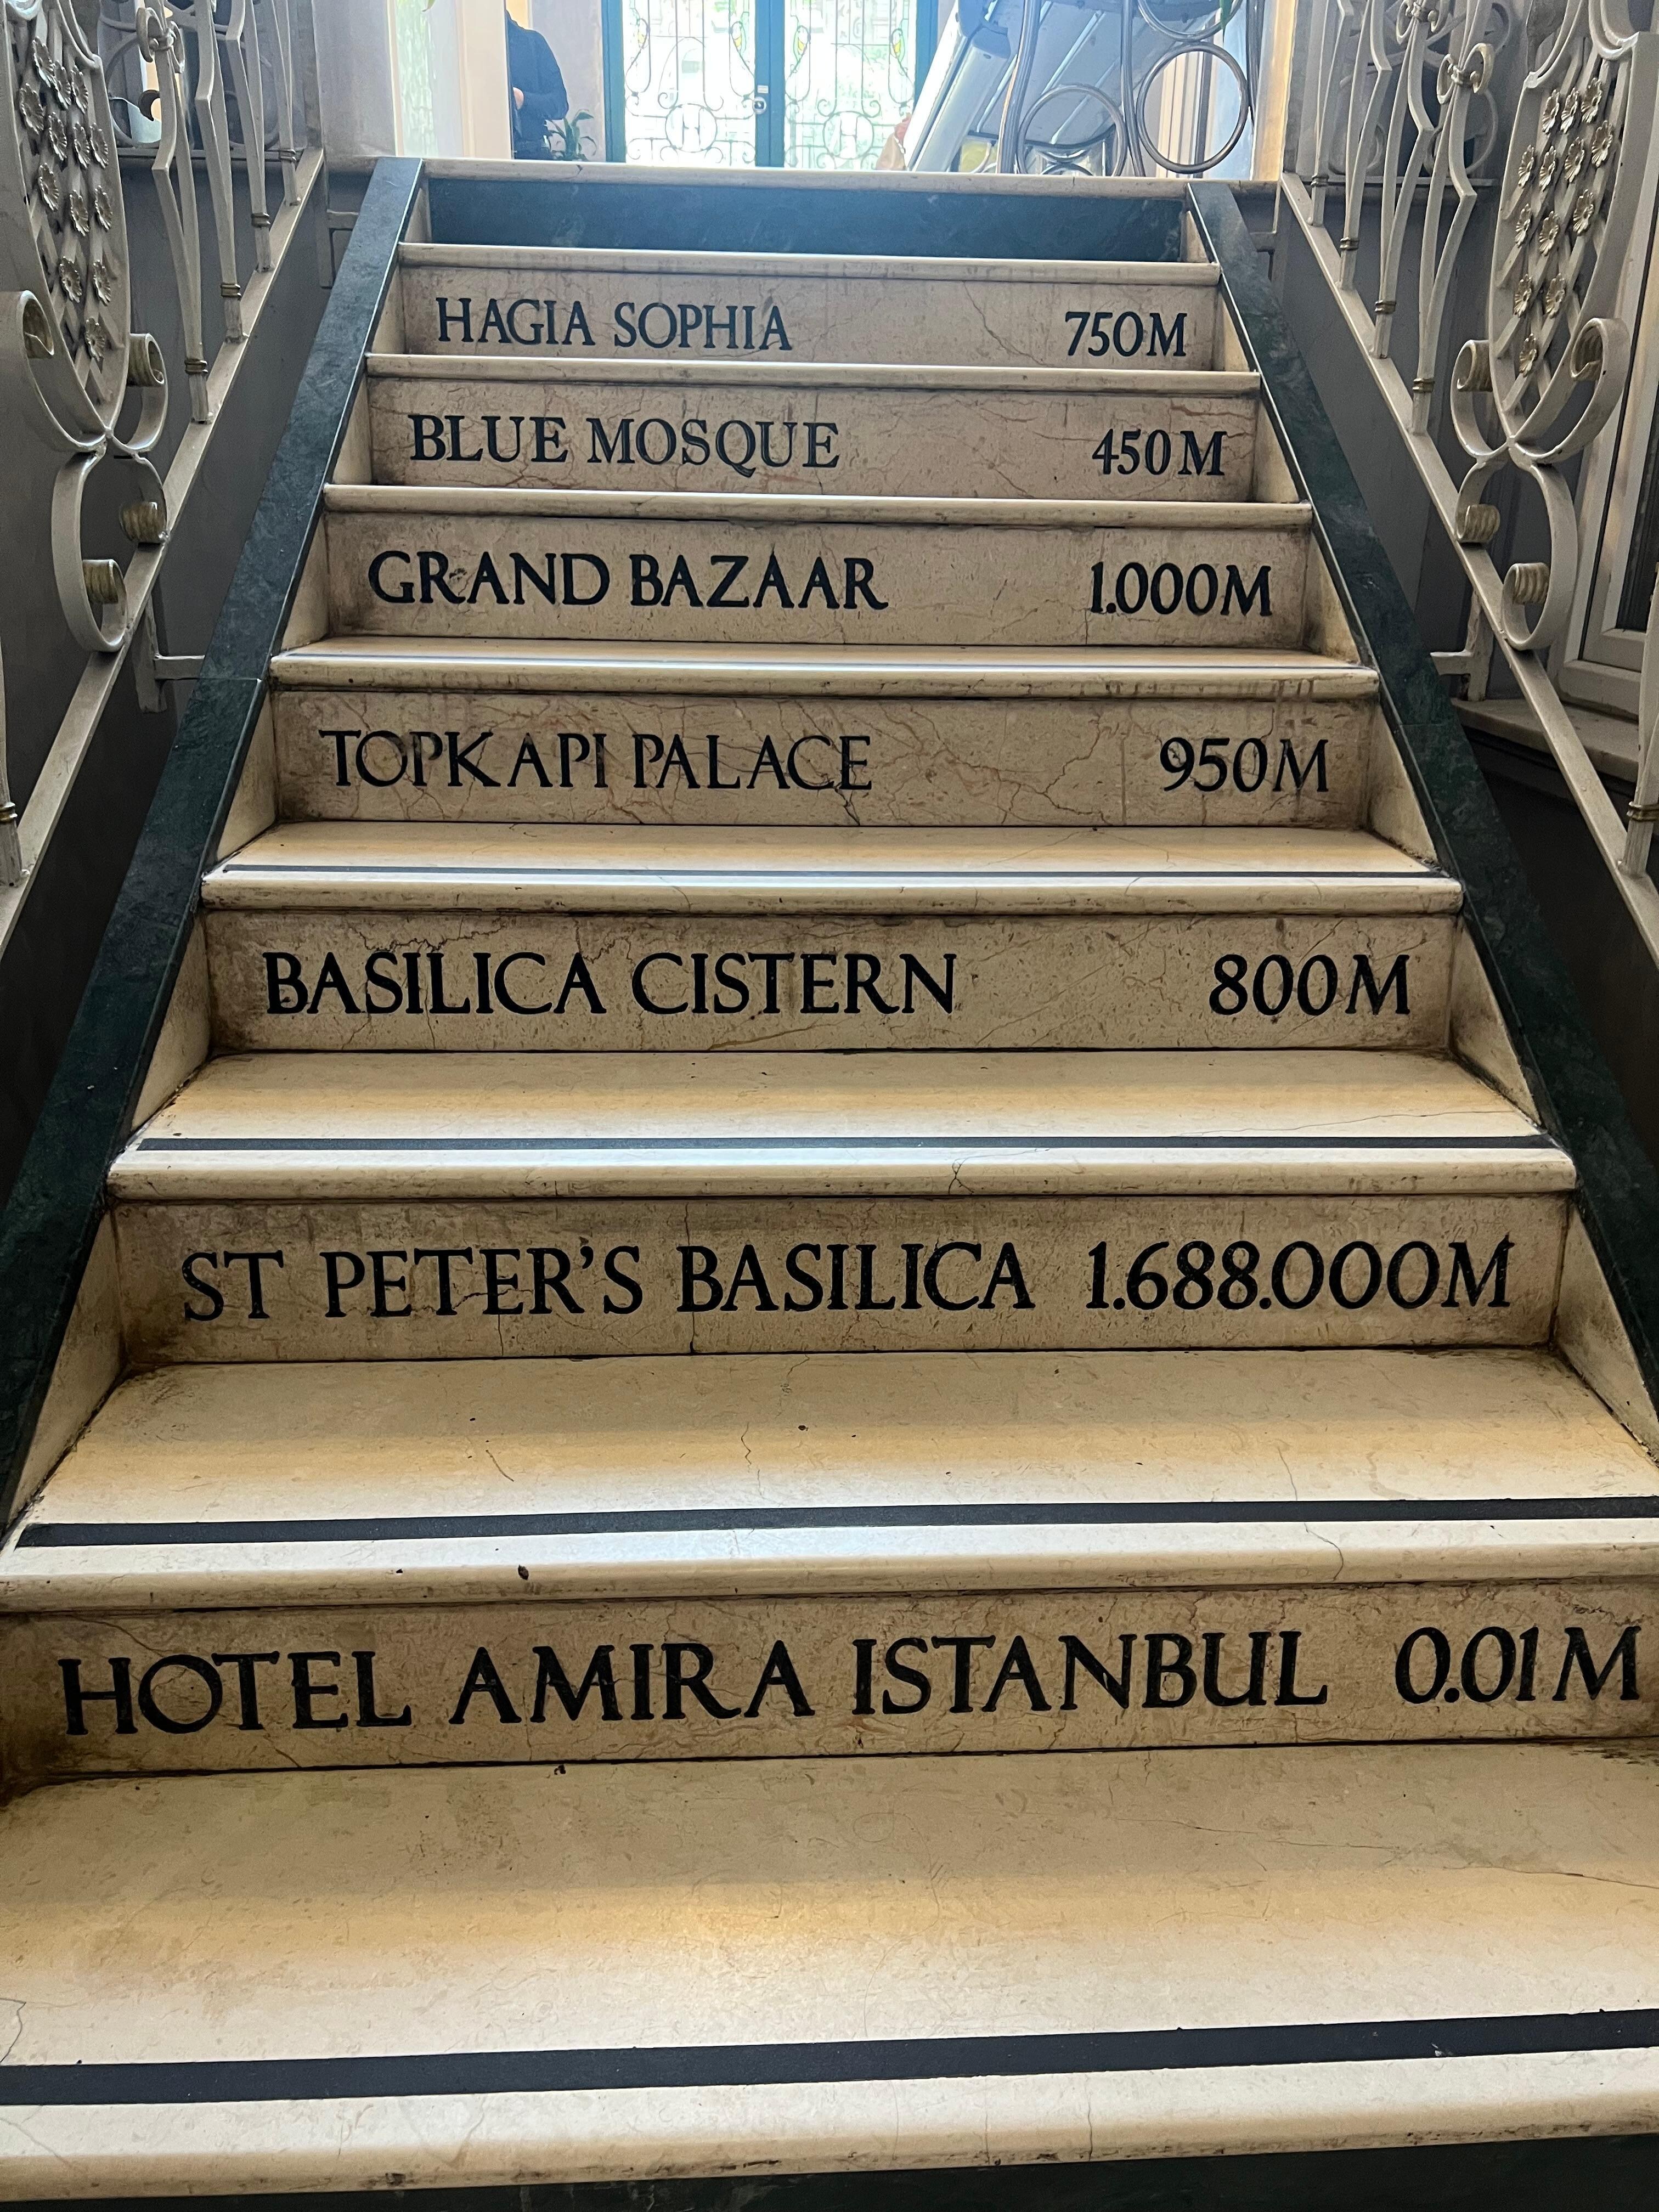 HAGIA SOPHIA 750M
BLUE MOSQUE 450M
GRAND BAZAAR 1.000M
TOPKAPI PALACE 950M
BASILICA CISTERN 800M
ST PETER'S BASILICA 1.688.000M
HOTEL AMIRA ISTANBUL 0.01M